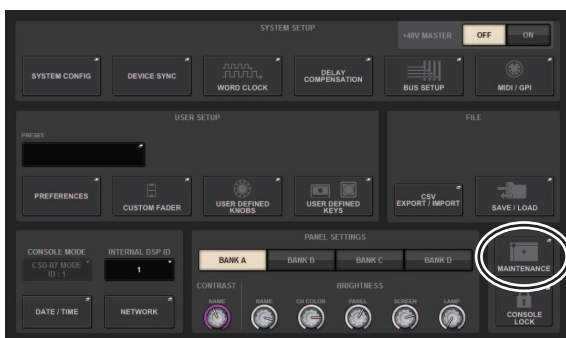 SYSTEM SETUP
+48V MASTER
OFF
ON
SYSTEM CONFIG
DEVICE SYNC
WORD CLOCK
DELAY
COMPENSATION
BUS SETUP
MIDI / GPI
USER SETUP
FILE
PRESET
PREFERENCES
CUSTOM FADER
USER DEFINED
KNOBS
USER DEFINED
KEYS
CSV
EXPORT / IMPORT
SAVE / LOAD
CONSOLE MODE
INTERNAL DSP ID
CSD-R7 MODE
ID : 1
1
DATE / TIME
NETWORK
PANEL SETTINGS
BANK A
BANK B
BANK C
BANK D
CONTRAST
BRIGHTNESS
NAME
NAME
CH COLOR
PANEL
SCREEN
LAMP
MAINTENANCE
CONSOLE
LOCK